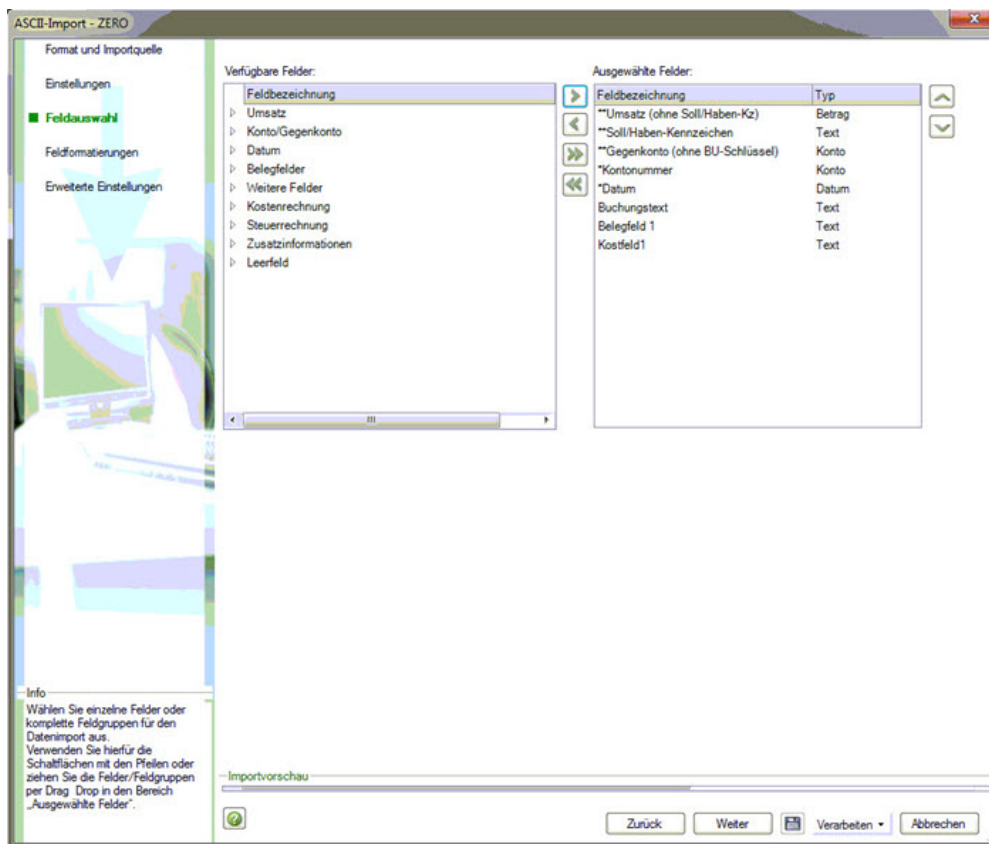 ASCII-Import - ZERO
Format und Importquelle
Einstellungen
Feldauswahl
Feldformatierungen
Erweiterte Einstellungen
Verfügbare Felder:
Feldbezeichnung
Umsatz
Konto/Gegenkonto
Datum
Belegfelder
Weitere Felder
Kostenrechnung
Steuerrechnung
Zusatzinformationen
Leerfeld
Ausgewählte Felder:
Feldbezeichnung Typ
**Umsatz (ohne Soll/Haben-Kz) Betrag
**Soll/Haben-Kennzeichen Text
**Gegenkonto (ohne BU-Schlüssel) Konto
*Kontonummer Konto
*Datum Datum
Buchungstext Text
Belegfeld 1 Text
Kostfeld1 Text
Info
Wählen Sie einzelne Felder oder
komplette Feldgruppen für den
Datenimport aus.
Verwenden Sie hierfür die
Schaltflächen mit den Pfeilen oder
ziehen Sie die Felder/Feldgruppen
per Drag Drop in den Bereich
„Ausgewählte Felder".
Importvorschau
Zurück Weiter Verarbeiten Abbrechen